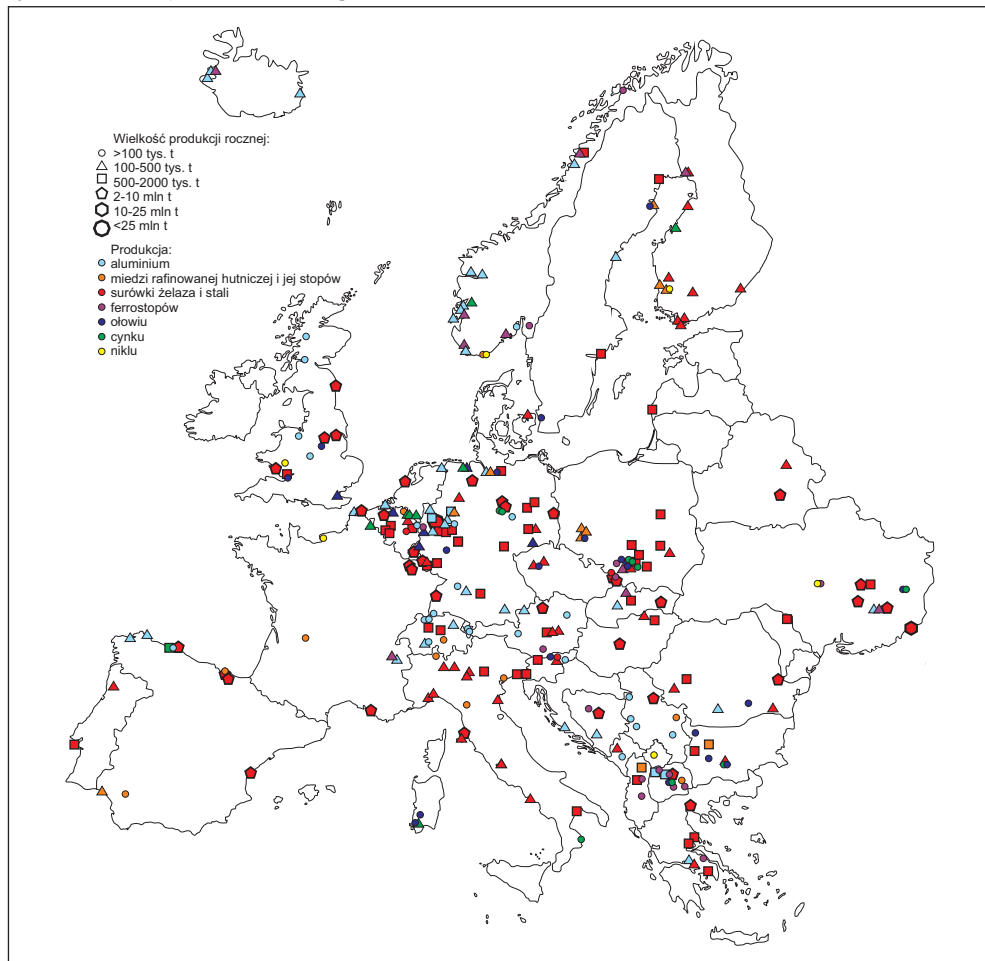 Wielkość produkcji rocznej:
>100 tys. t
100-500 tys. t
500-2000 tys. t
2-10 mln t
10-25 mln t
<25 mln t
Produkcja:
aluminium
miedzi rafinowanej hutniczej i jej stopów
surówki żelaza i stali
ferrostopów
ołowiu
cynku
niklu